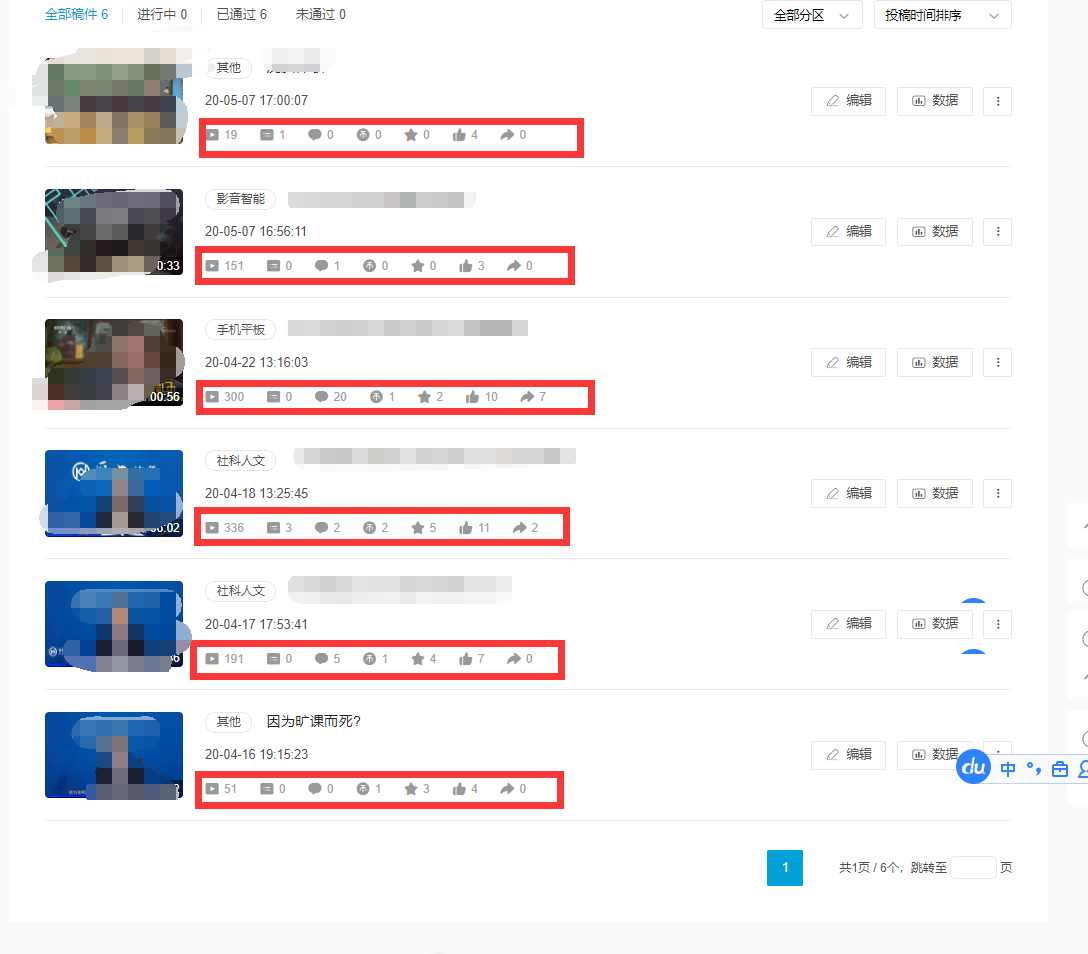 全部稿件 6 进行中 0 已通过 6 未通过 0 全部分区 投稿时间排序
其他
20-05-07 17:00:07 编辑 数据
19 1 0 0 0 4 0
影音智能
20-05-07 16:56:11 编辑 数据
0:33
151 0 1 0 0 3 0
手机平板
20-04-22 13:16:03 编辑 数据
00:56
300 0 20 1 2 10 7
社科人文
20-04-18 13:25:45 编辑 数据
0:02
336 3 2 2 5 11 2
社科人文
20-04-17 17:53:41 编辑 数据
191 0 5 1 4 7 0
其他 因为旷课而死?
20-04-16 19:15:23 编辑 数据
51 0 0 1 3 4 0
du 中 °,
1 共1页 / 6个, 跳转至 页